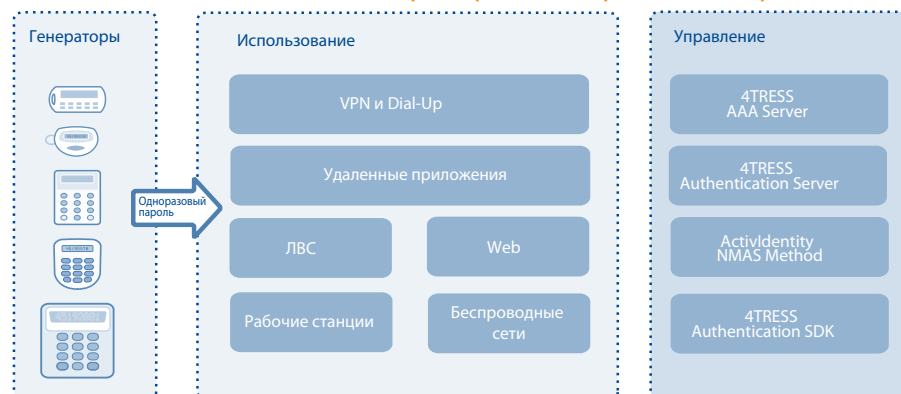 Генераторы
Одноразовый
пароль
Использование
VPN и Dial-Up
Удаленные приложения
ЛВС
Web
Рабочие станции
Беспроводные
сети
Управление
4TRESS
AAA Server
4TRESS
Authentication Server
ActivIdentity
NMAS Method
4TRESS
Authentication SDK